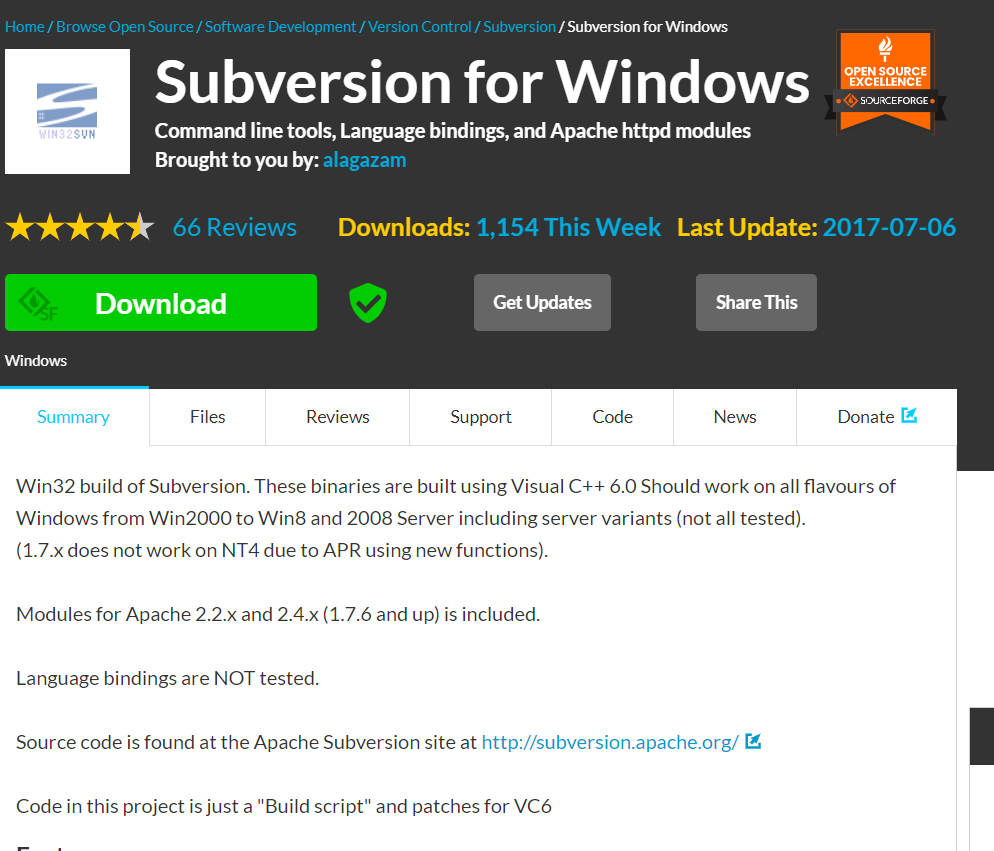 Home / Browse Open Source / Software Development / Version Control / Subversion / Subversion for Windows
WIN32SVN
Subversion for Windows
Command line tools, Language bindings, and Apache httpd modules
Brought to you by: alagazam
OPEN SOURCE
EXCELLENCE
SOURCEFORGE
66 Reviews Downloads: 1,154 This Week Last Update: 2017-07-06
SF Download Get Updates Share This
Windows
Summary Files Reviews Support Code News Donate
Win32 build of Subversion. These binaries are built using Visual C++ 6.0 Should work on all flavours of
Windows from Win2000 to Win8 and 2008 Server including server variants (not all tested).
(1.7.x does not work on NT4 due to APR using new functions).
Modules for Apache 2.2.x and 2.4.x (1.7.6 and up) is included.
Language bindings are NOT tested.
Source code is found at the Apache Subversion site at http://subversion.apache.org/
Code in this project is just a "Build script" and patches for VC6